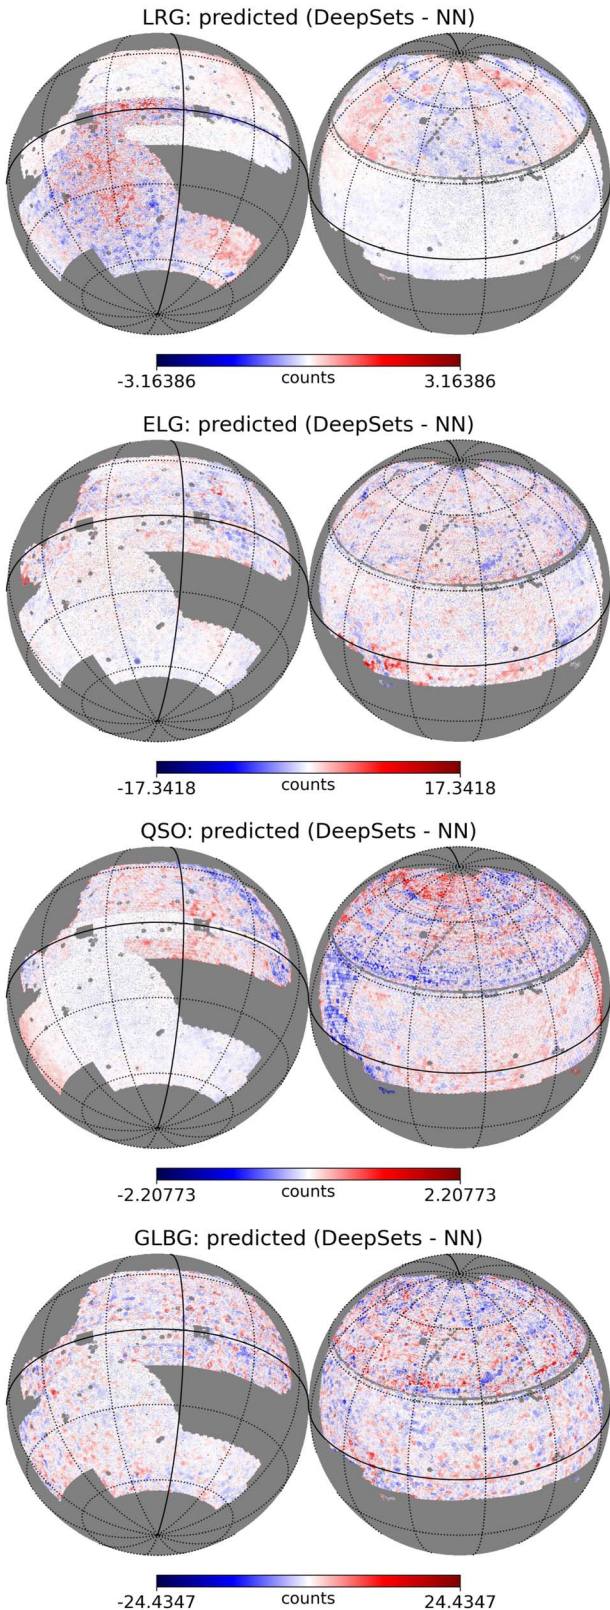 LRG: predicted (DeepSets - NN)
-3.16386 counts 3.16386
ELG: predicted (DeepSets - NN)
-17.3418 counts 17.3418
QSO: predicted (DeepSets - NN)
-2.20773 counts 2.20773
GLBG: predicted (DeepSets - NN)
-24.4347 counts 24.4347